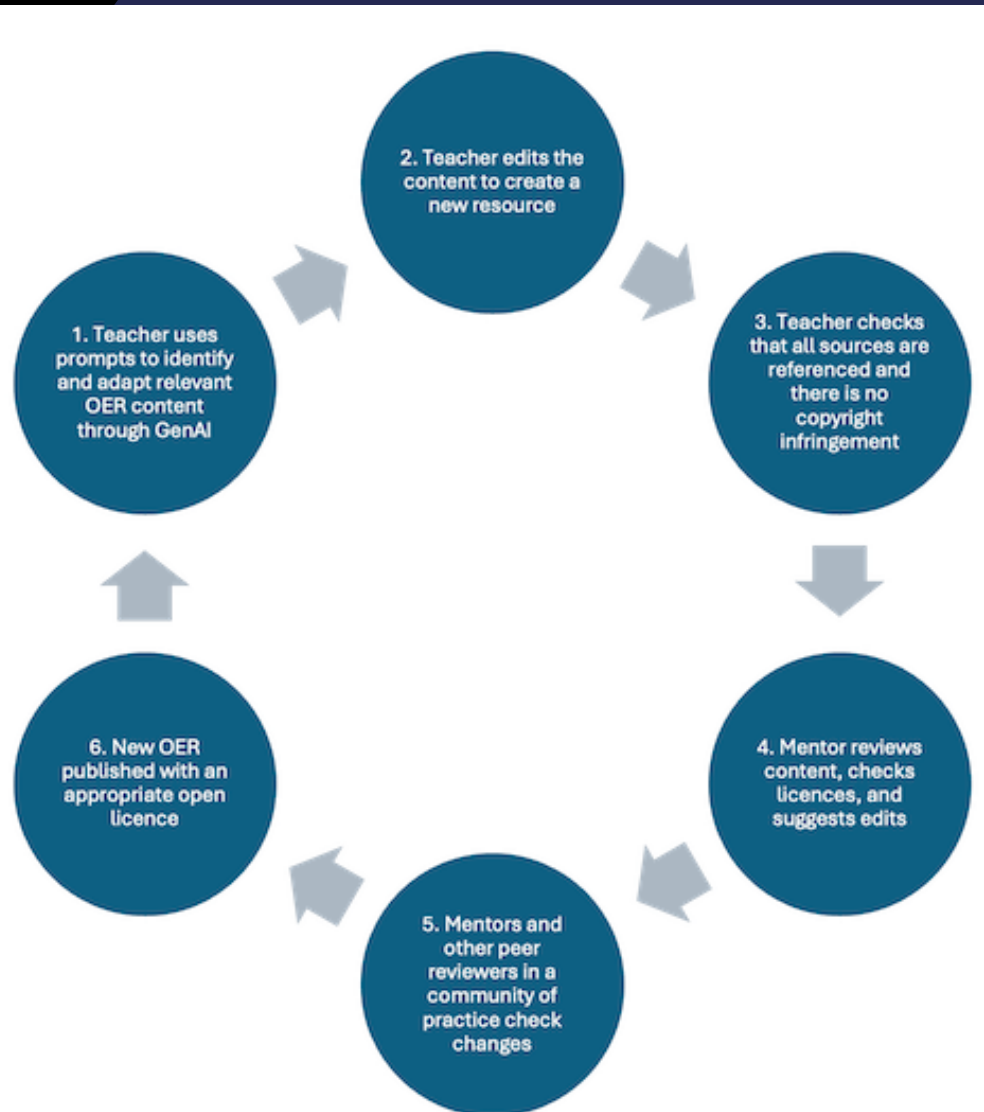 1. Teacher uses
prompts to identify
and adapt relevant
OER content
through GenAI
2. Teacher edits the
content to create a
new resource
3. Teacher checks
that all sources are
referenced and
there is no
copyright
infringement
4. Mentor reviews
content, checks
licences, and
suggests edits
5. Mentors and
other peer
reviewers in a
community of
practice check
changes
6. New OER
published with an
appropriate open
licence